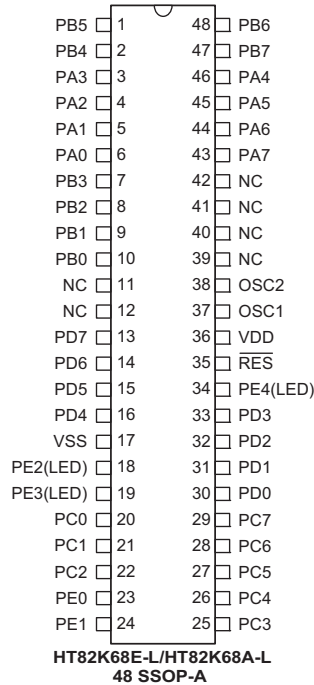 PB5 1 48 PB6
PB4 2 47 PB7
PA3 3 46 PA4
PA2 4 45 PA5
PA1 5 44 PA6
PA0 6 43 PA7
PB3 7 42 NC
PB2 8 41 NC
PB1 9 40 NC
PB0 10 39 NC
NC 11 38 OSC2
NC 12 37 OSC1
PD7 13 36 VDD
PD6 14 35 RES
PD5 15 34 PE4(LED)
PD4 16 33 PD3
VSS 17 32 PD2
PE2(LED) 18 31 PD1
PE3(LED) 19 30 PD0
PC0 20 29 PC7
PC1 21 28 PC6
PC2 22 27 PC5
PE0 23 26 PC4
PE1 24 25 PC3
HT82K68E-L/HT82K68A-L
48 SSOP-A